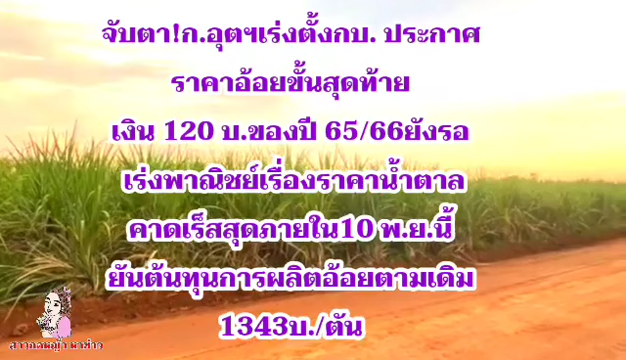 จับตา!ก.อุตฯเร่งตั้งกบ. ประกาศ
ราคาอ้อยขั้นสุดท้าย
เงิน 120 บ.ของปี 65/66ยังรอ
เร่งพาณิชย์เรื่องราคาน้ำตาล
คาดเร็สสุดภายใน10 พ.ย.นี้
ยันต้นทุนการผลิตอ้อยตามเดิม
1343บ./ตัน